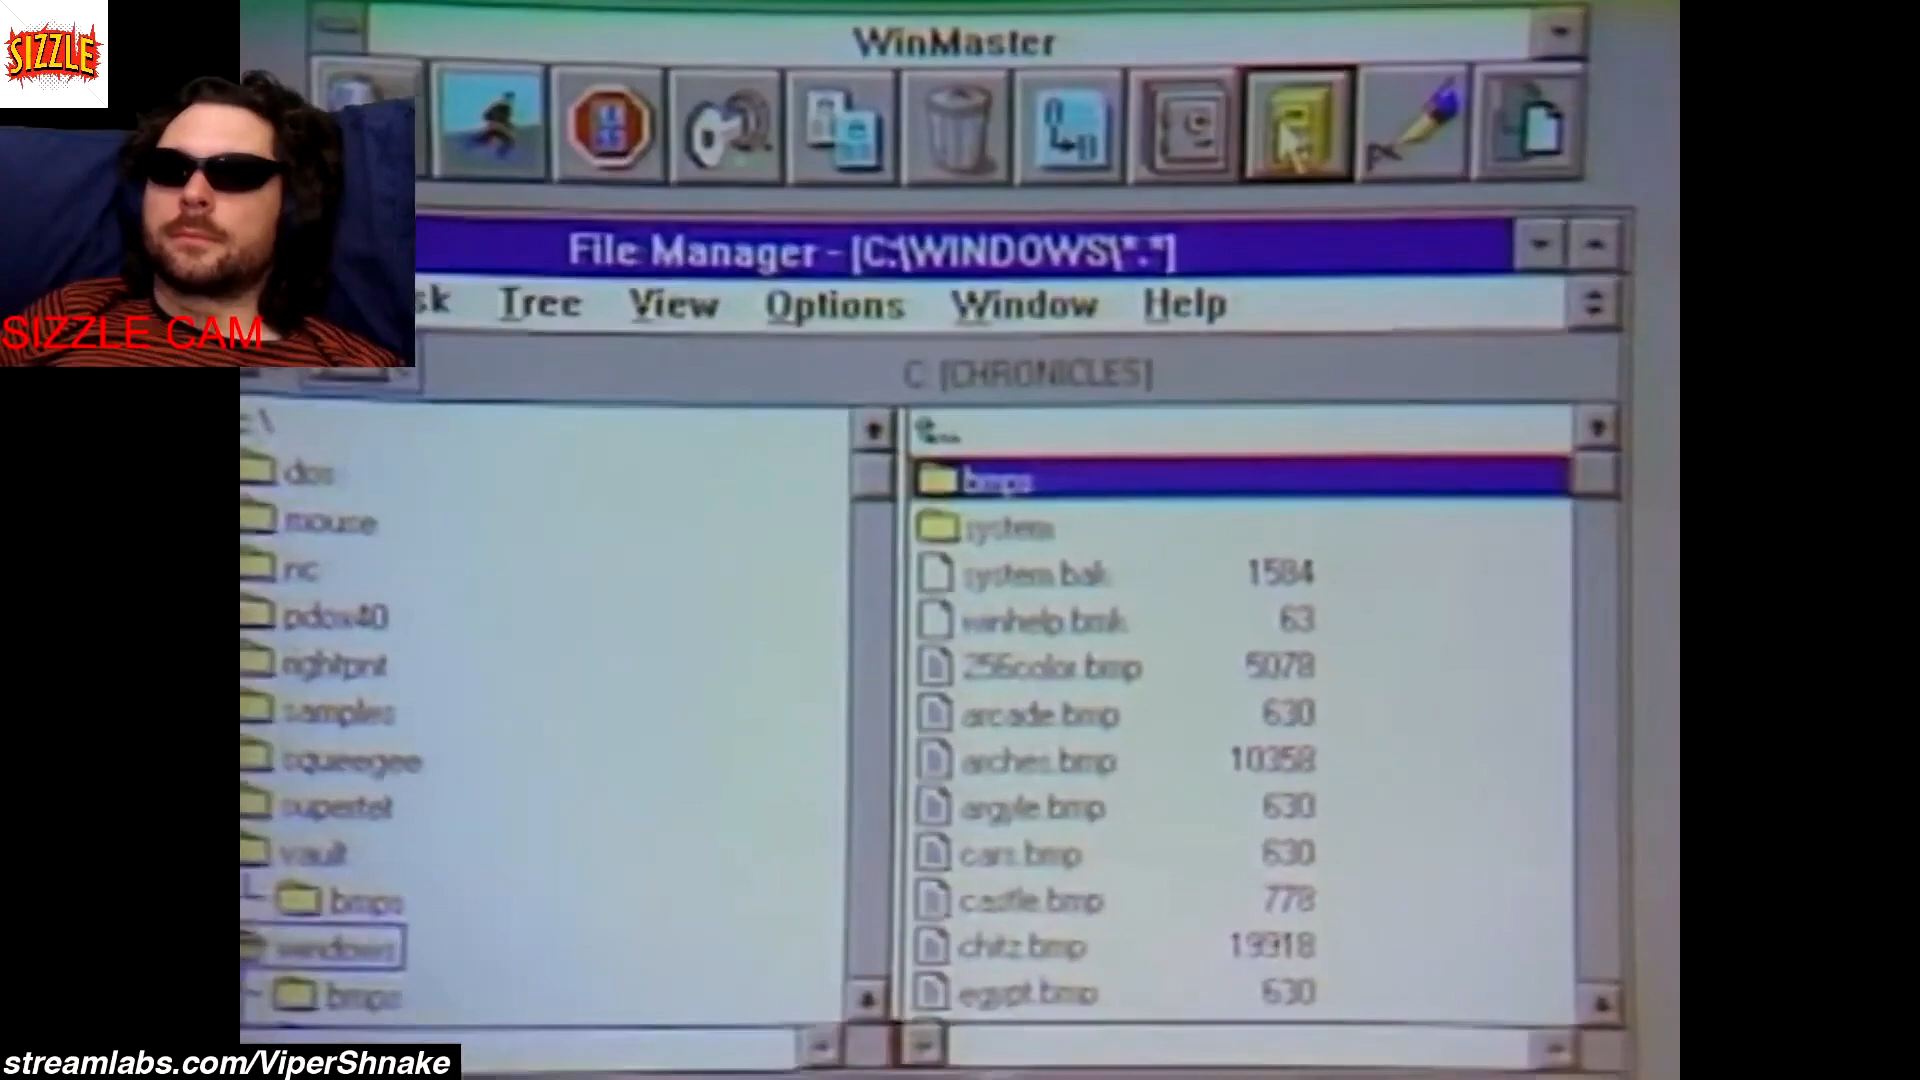 SIZZLE
WinMaster
File Manager - [C:\WINDOWS\*.*]
sk Tree View Options Window Help
SIZZLE CAM
C: [CHRONICLES]
c:\
dos
mouse
nc
pdox40
rightpnt
samples
squeegee
supertet
vault
bmps
windows
bmps
bmps
system
system.bak 1584
winhelp.bmk 63
256color.bmp 5078
arcade.bmp 630
arches.bmp 10358
argyle.bmp 630
cars.bmp 630
castle.bmp 778
chitz.bmp 19918
egypt.bmp 630
streamlabs.com/ViperShnake